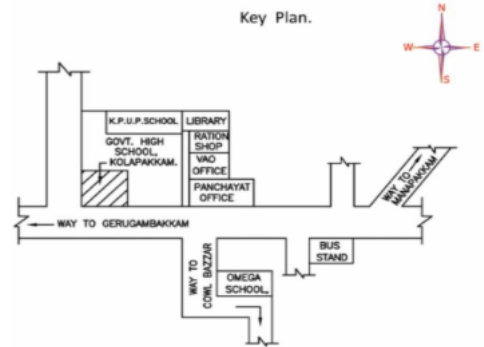 Key Plan.
N
W
E
S
K.P.U.P.SCHOOL
LIBRARY
GOVT. HIGH
SCHOOL,
KOLAPAKKAM.
RATION
SHOP
VAO
OFFICE
PANCHAYAT
OFFICE
WAY TO
MANAPAKKAM
WAY TO GERUGAMBAKKAM
BUS
STAND
WAY TO
COWL BAZZAR
OMEGA
SCHOOL,